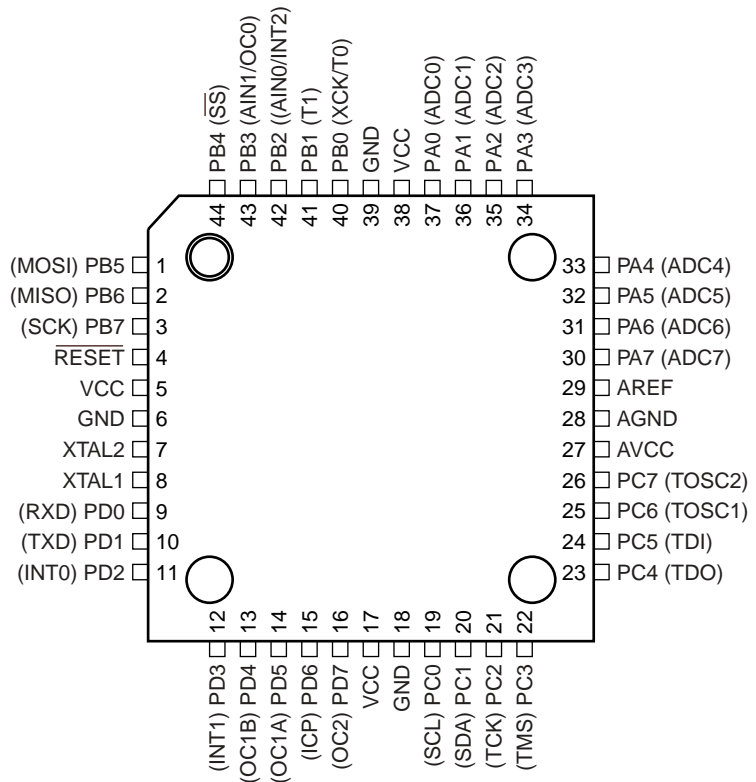 PB4 (SS)
PB3 (AIN1/OC0)
PB2 ((AIN0/INT2)
PB1 (T1)
PB0 (XCK/T0)
GND
VCC
PA0 (ADC0)
PA1 (ADC1)
PA2 (ADC2)
PA3 (ADC3)
44
43
42
41
40
39
38
37
36
35
34
(MOSI) PB5 1
(MISO) PB6 2
(SCK) PB7 3
RESET 4
VCC 5
GND 6
XTAL2 7
XTAL1 8
(RXD) PD0 9
(TXD) PD1 10
(INT0) PD2 11
33 PA4 (ADC4)
32 PA5 (ADC5)
31 PA6 (ADC6)
30 PA7 (ADC7)
29 AREF
28 AGND
27 AVCC
26 PC7 (TOSC2)
25 PC6 (TOSC1)
24 PC5 (TDI)
23 PC4 (TDO)
12
13
14
15
16
17
18
19
20
21
22
(INT1) PD3
(OC1B) PD4
(OC1A) PD5
(ICP) PD6
(OC2) PD7
VCC
GND
(SCL) PC0
(SDA) PC1
(TCK) PC2
(TMS) PC3